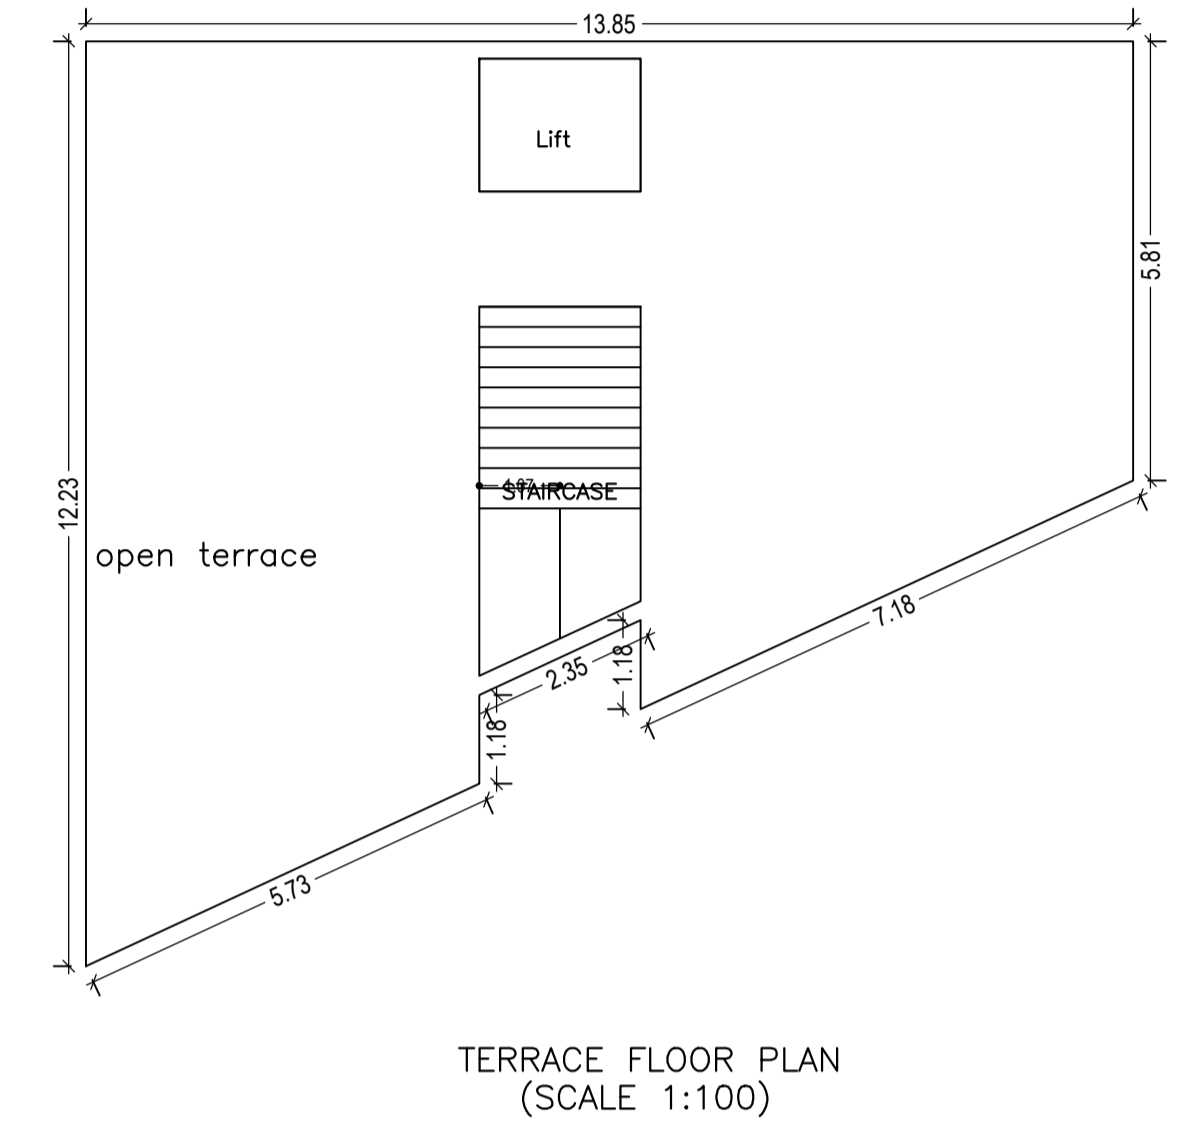 13.85
Lift
5.81
12.23
STAIRCASE
open terrace
7.18
2.35
1.18
1.18
5.73
TERRACE FLOOR PLAN
(SCALE 1:100)